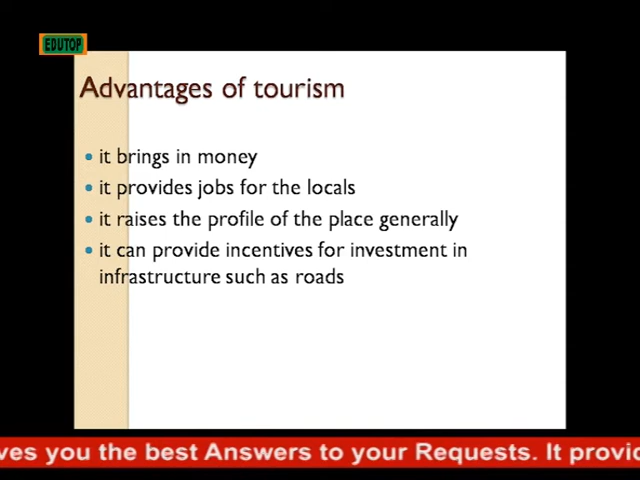 EDUTOP
Advantages of tourism
it brings in money
it provides jobs for the locals
it raises the profile of the place generally
it can provide incentives for investment in
infrastructure such as roads
you the best Answers to your Requests. It